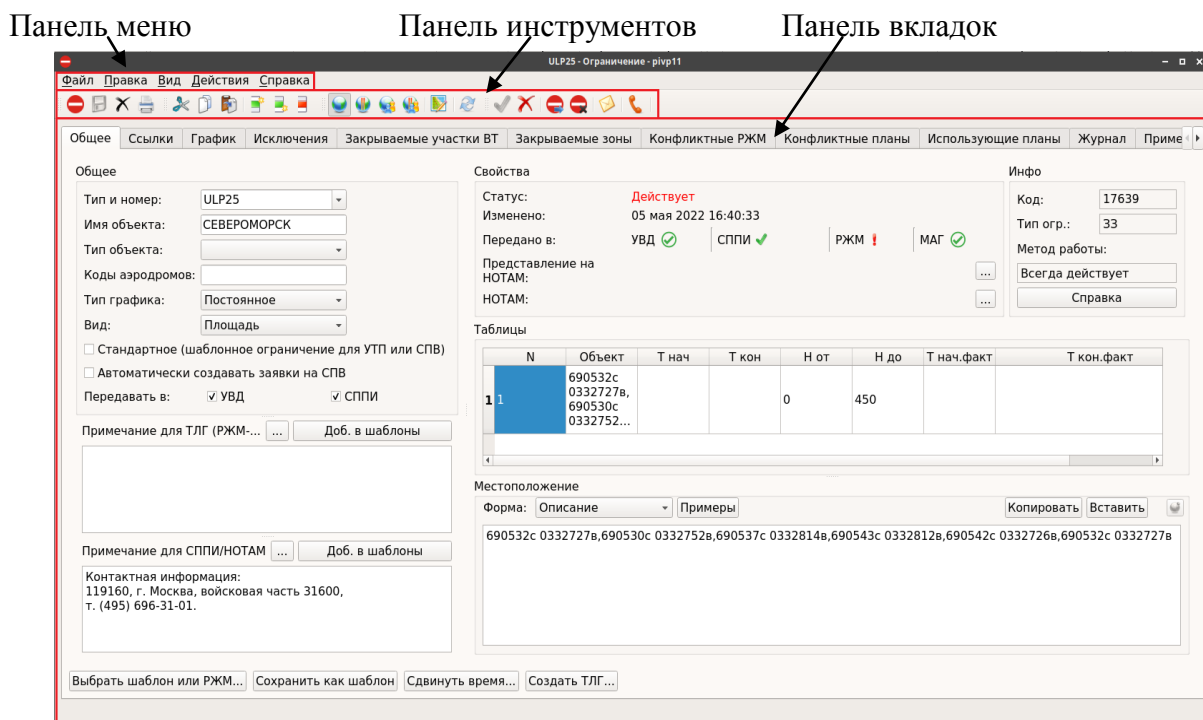 Панель меню Панель инструментов Панель вкладок
ULP25 - Ограничение - pivp11
Файл Правка Вид Действия Справка
Общее Ссылки График Исключения Закрываемые участки ВТ Закрываемые зоны Конфликтные РЖМ Конфликтные планы Использующие планы Журнал Приме
Общее
Тип и номер: ULP25
Имя объекта: СЕВЕРОМОРСК
Тип объекта:
Коды аэродромов:
Тип графика: Постоянное
Вид: Площадь
Стандартное (шаблонное ограничение для УТП или СПВ)
Автоматически создавать заявки на СПВ
Передавать в: УВД СППИ
Примечание для ТЛГ (РЖМ-... ... Доб. в шаблоны
Примечание для СППИ/НОТАМ ... Доб. в шаблоны
Контактная информация:
119160, г. Москва, войсковая часть 31600,
т. (495) 696-31-01.
Свойства
Статус: Действует
Изменено: 05 мая 2022 16:40:33
Передано в: УВД СППИ РЖМ МАГ
Представление на
НОТАМ: ...
НОТАМ: ...
Инфо
Код: 17639
Тип огр.: 33
Метод работы:
Всегда действует
Справка
Таблицы
N Объект Т нач Т кон Н от Н до Т нач.факт Т кон.факт
1 1 690532с
0332727в,
690530с
0332752... 0 450
Местоположение
Форма: Описание Примеры Копировать Вставить
690532с 0332727в,690530с 0332752в,690537с 0332814в,690543с 0332812в,690542с 0332726в,690532с 0332727в
Выбрать шаблон или РЖМ... Сохранить как шаблон Сдвинуть время... Создать ТЛГ...